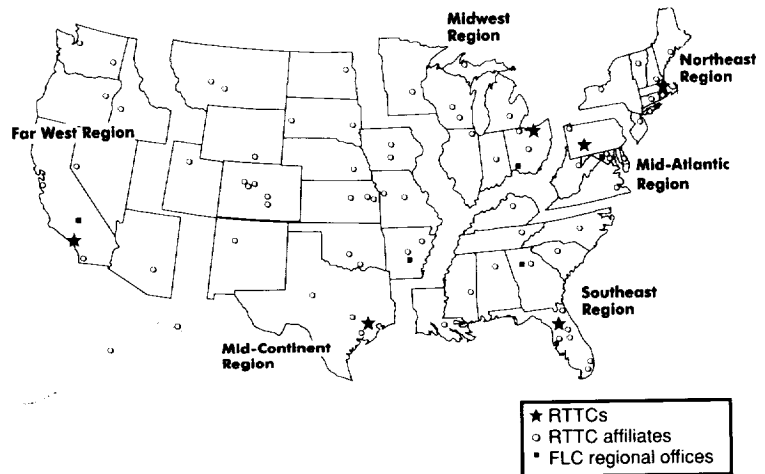 Midwest
Region
Northeast
Region
Far West Region
Mid-Atlantic
Region
Southeast
Region
Mid-Continent
Region
★ RTTCs
○ RTTC affiliates
▪ FLC regional offices